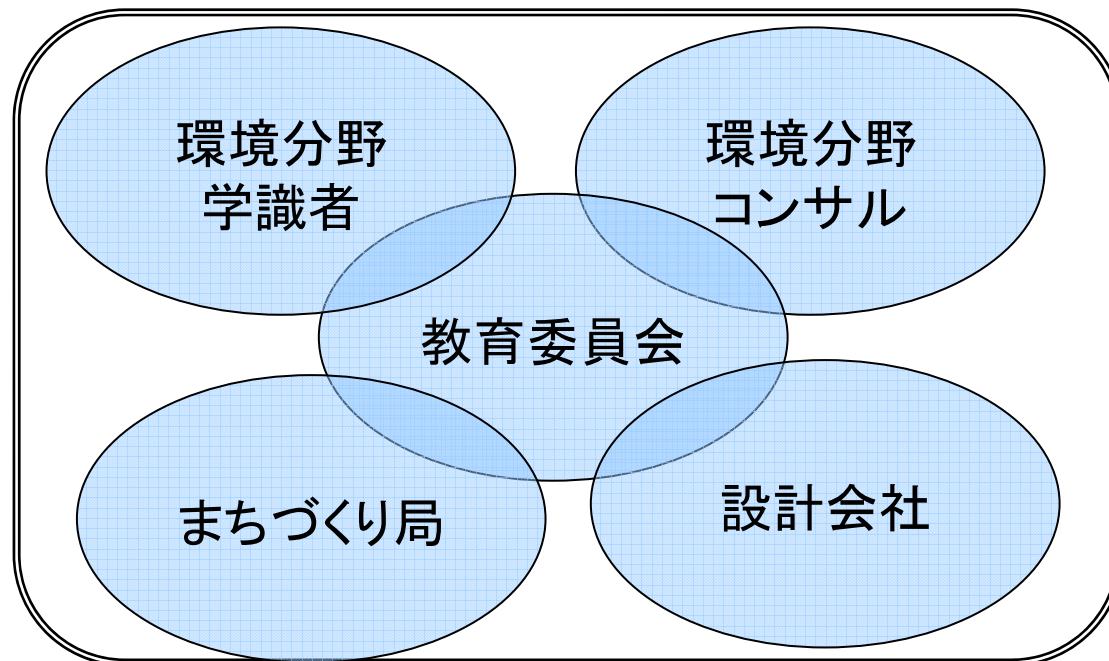 環境分野
学識者
環境分野
コンサル
教育委員会
まちづくり局
設計会社